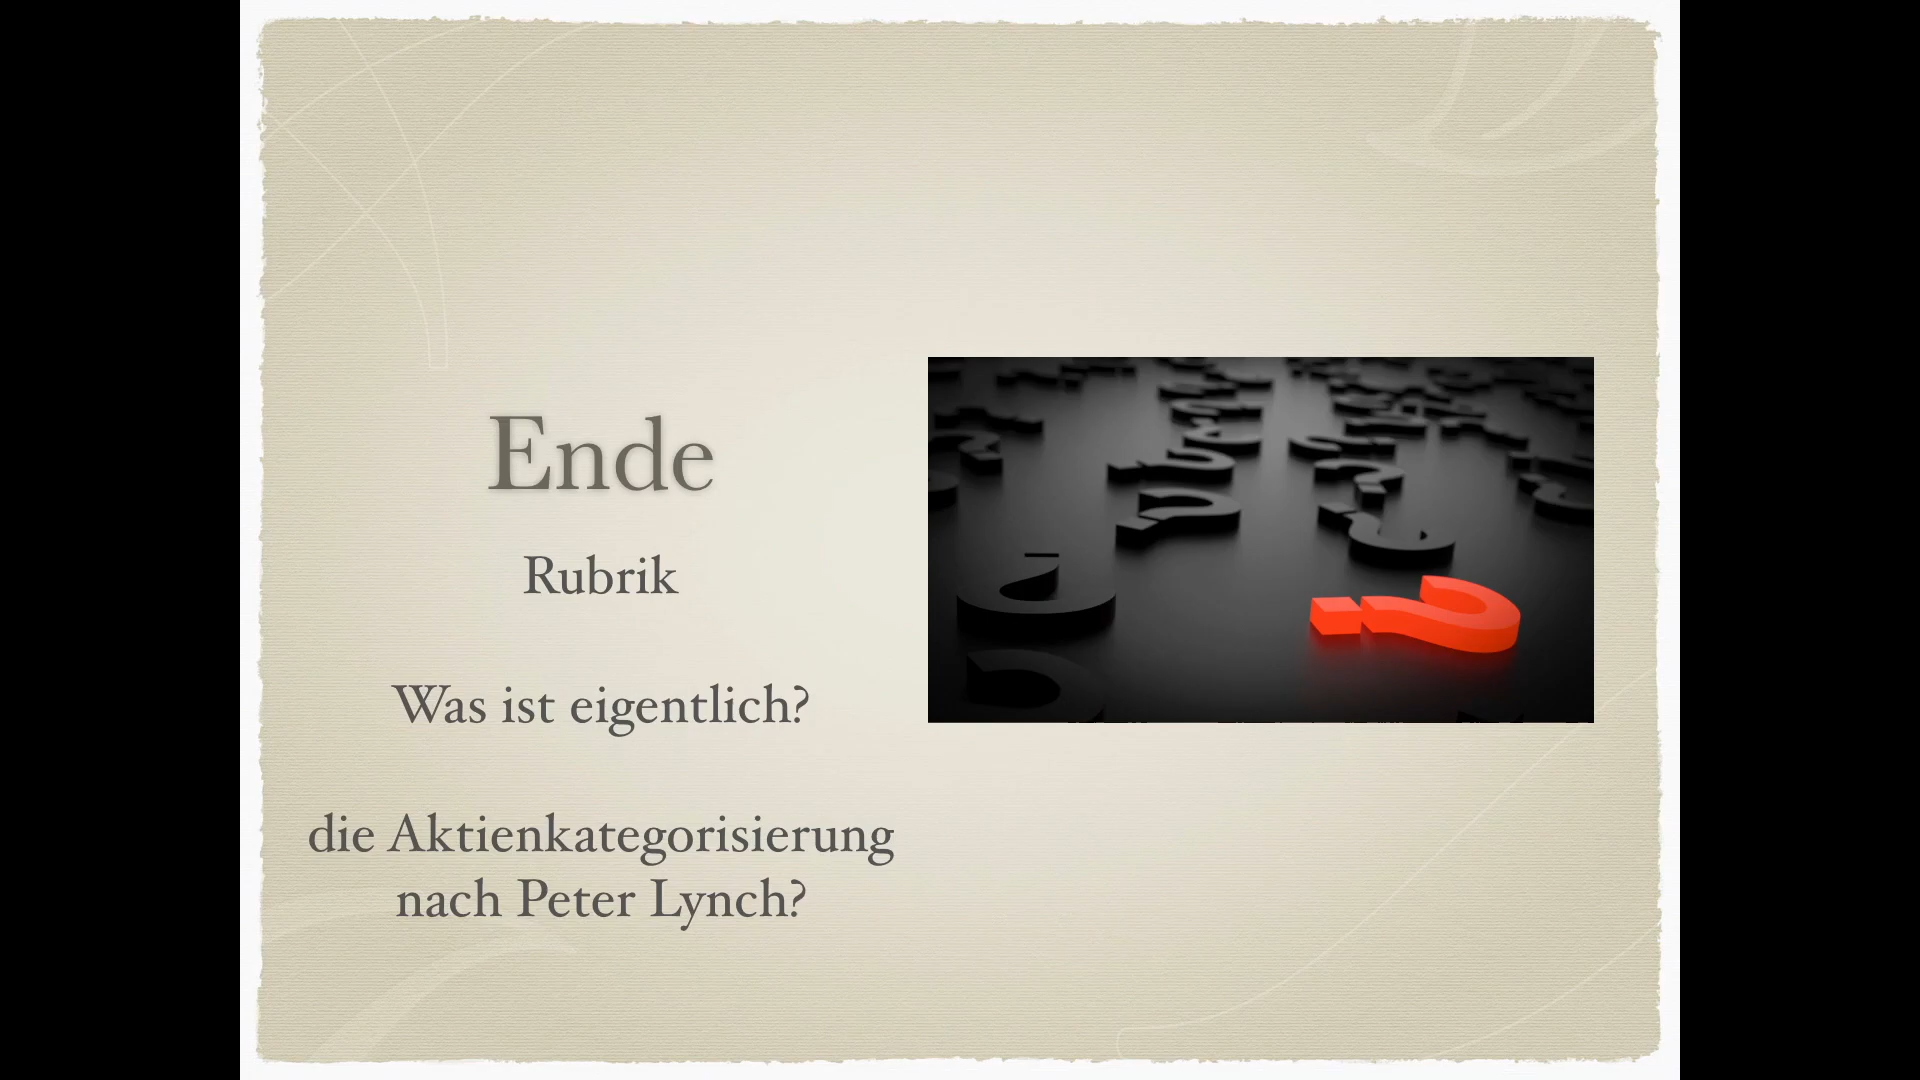 Ende
Rubrik
Was ist eigentlich?
die Aktienkategorisierung
nach Peter Lynch?